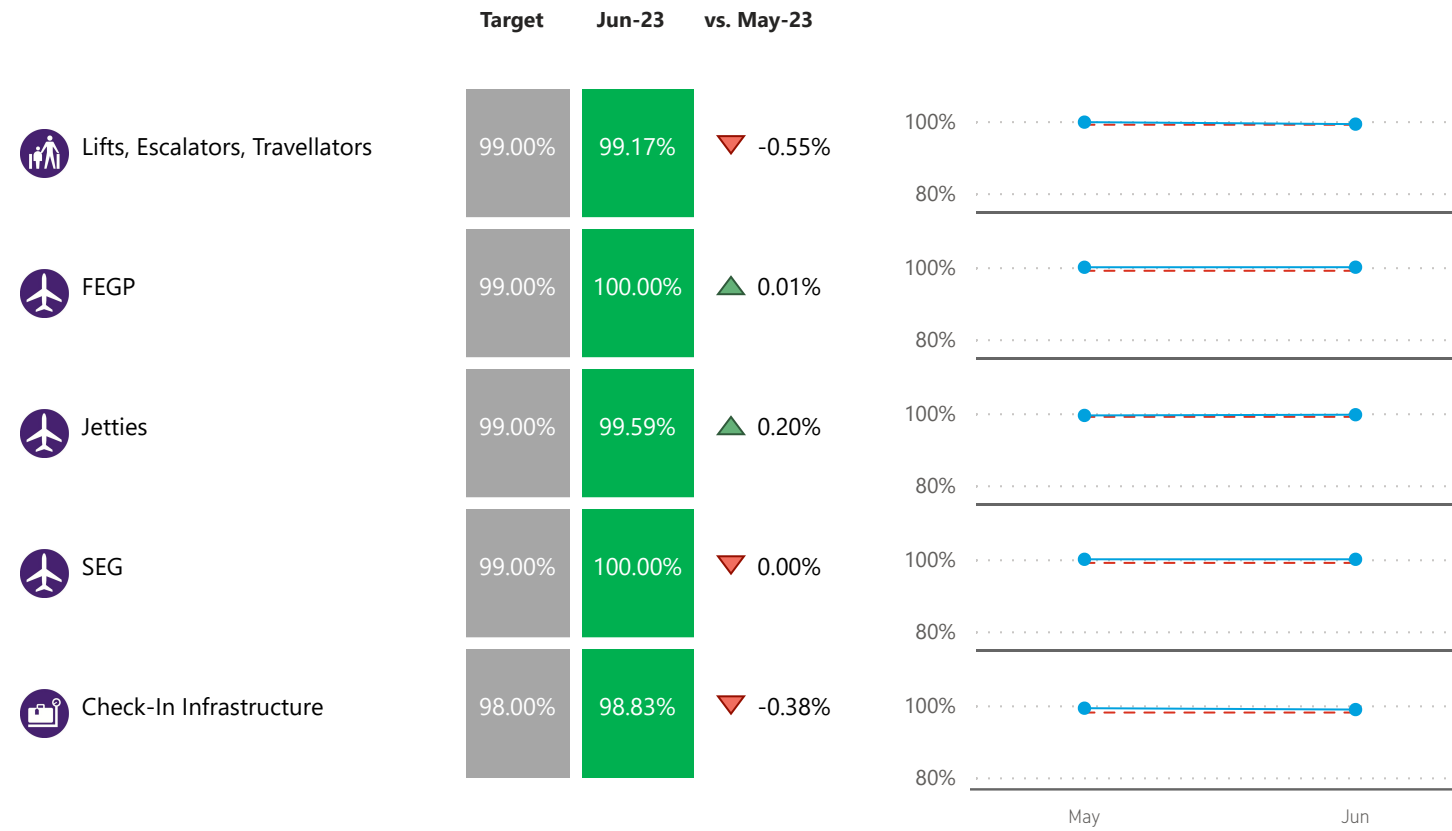 Target Jun-23 vs. May-23
Lifts, Escalators, Travellators 99.00% 99.17% -0.55% 100%
80%
FEGP 99.00% 100.00% 0.01% 100%
80%
Jetties 99.00% 99.59% 0.20% 100%
80%
SEG 99.00% 100.00% 0.00% 100%
80%
Check-In Infrastructure 98.00% 98.83% -0.38% 100%
80%
May Jun